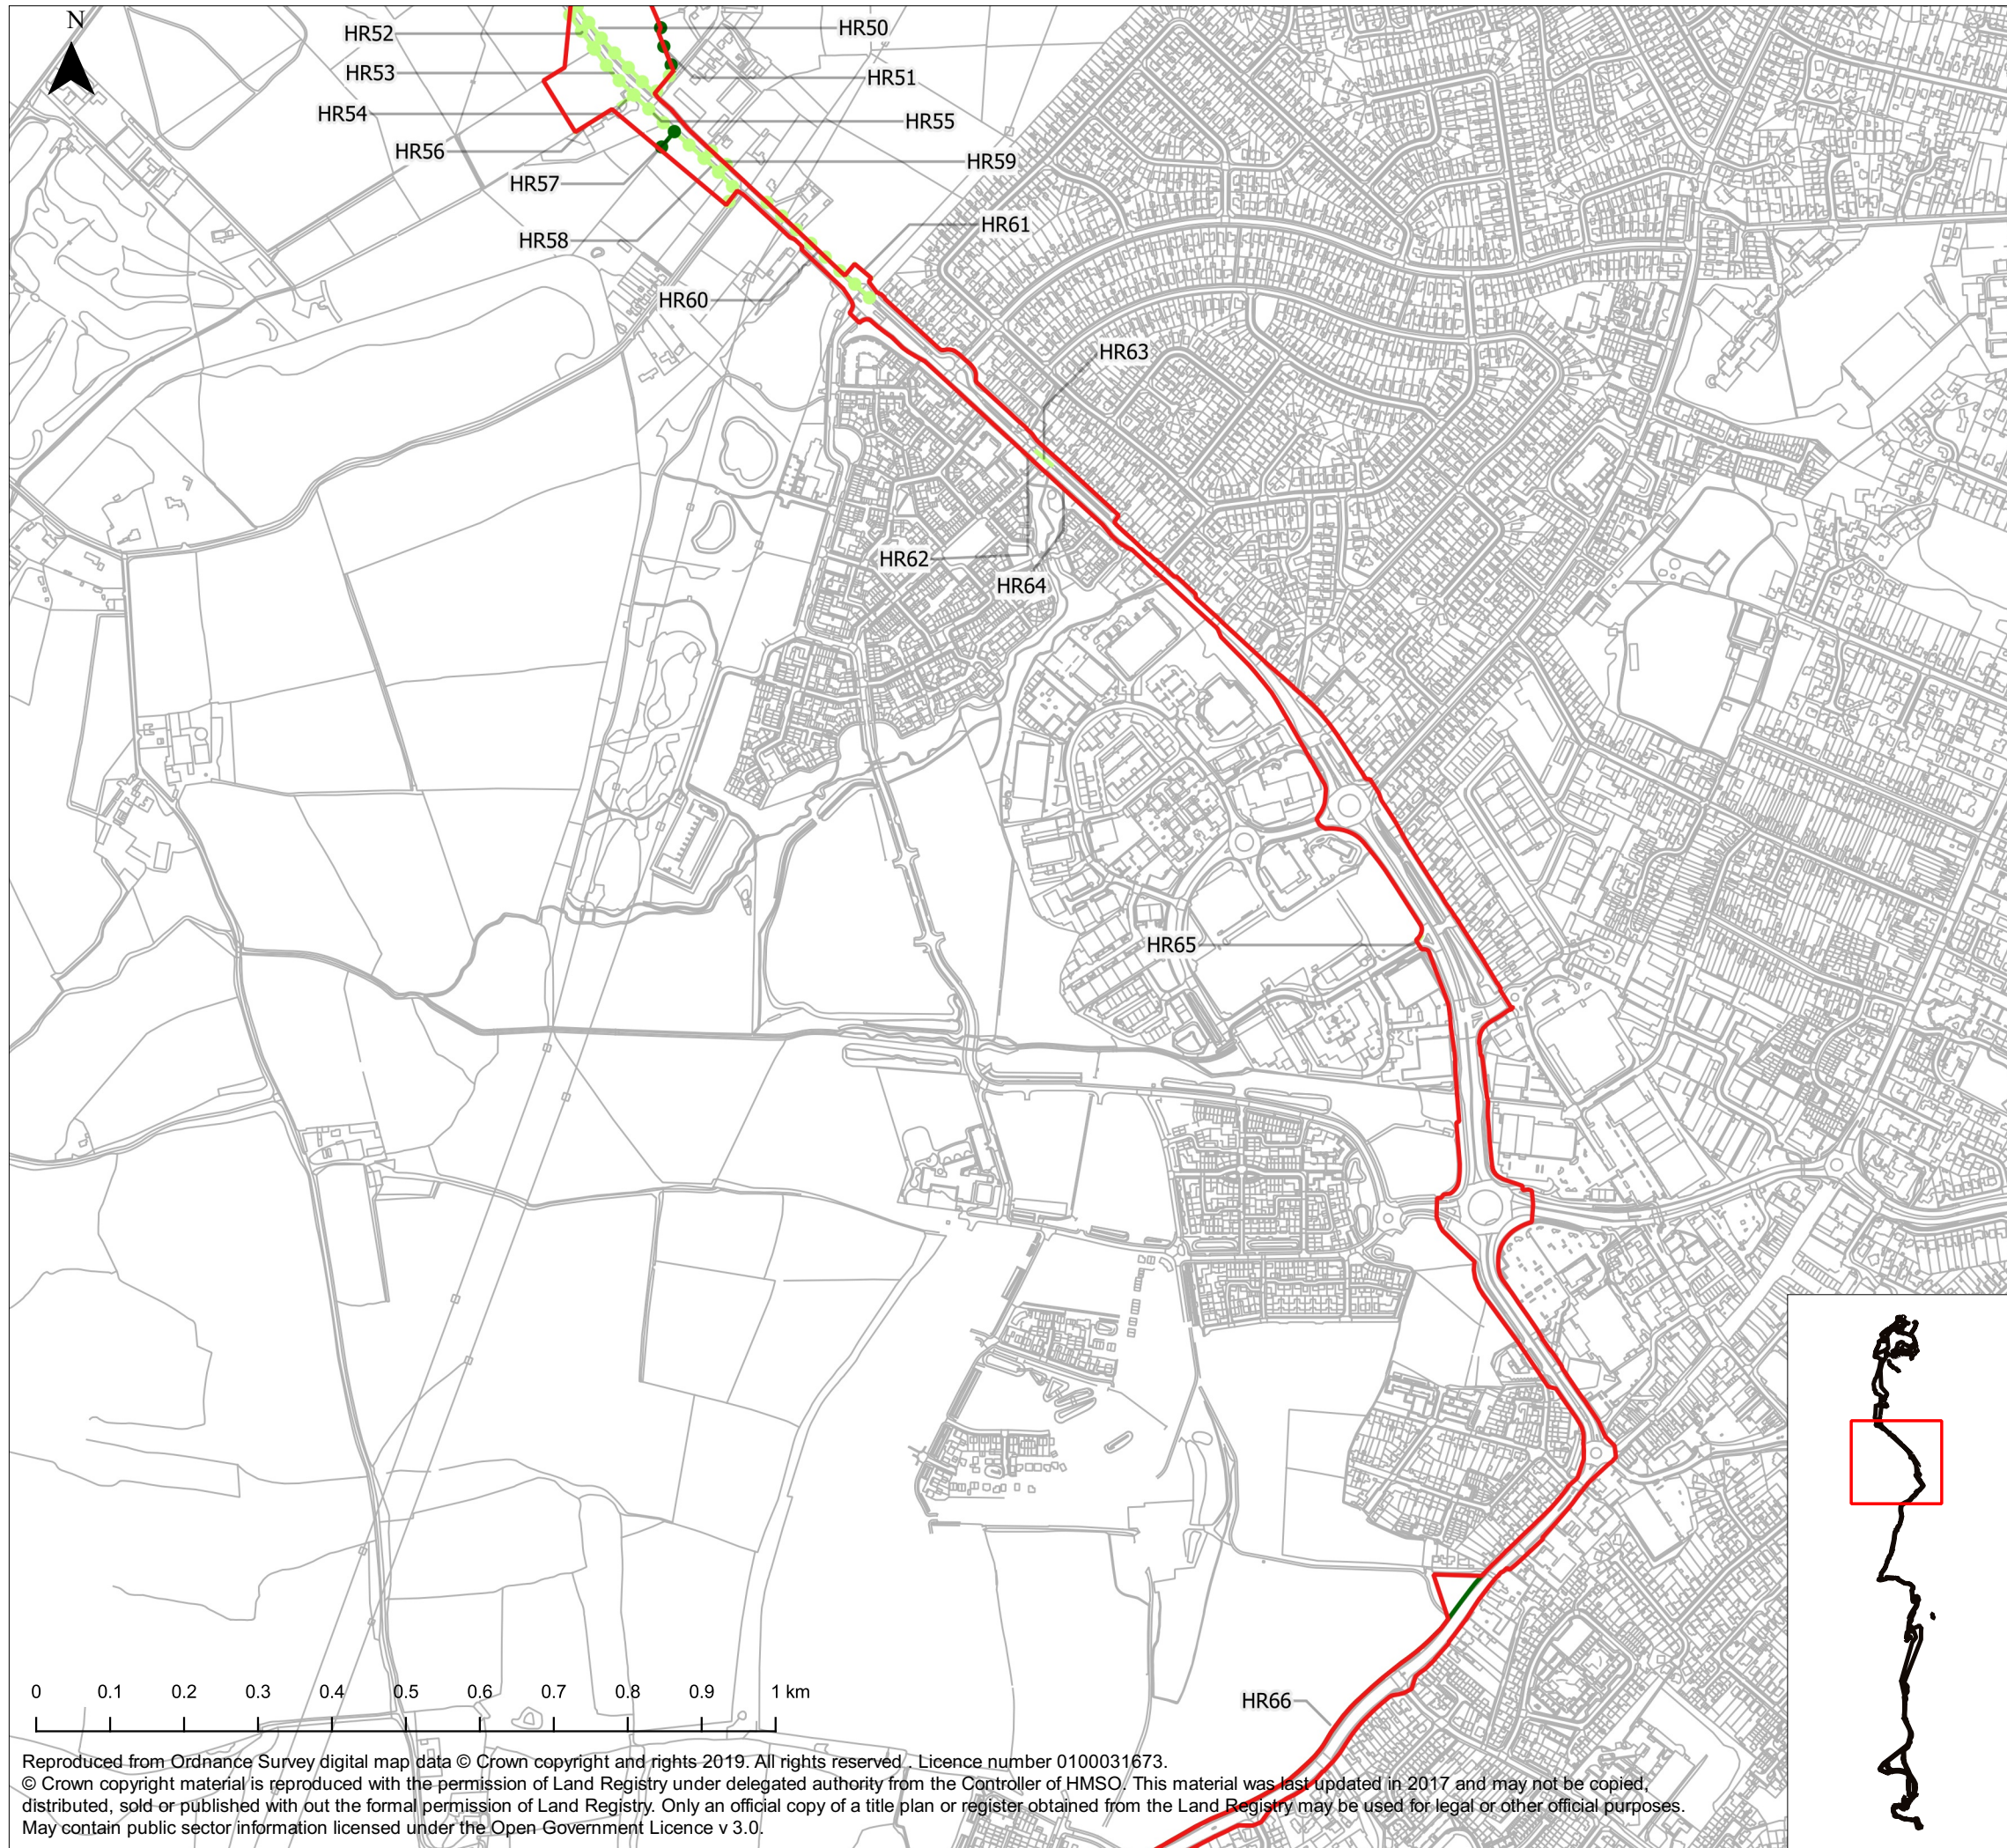 N
HR52
HR50
HR53
HR51
HR54
HR55
HR56
HR59
HR57
HR61
HR58
HR60
HR63
HR62
HR64
HR65
HR66
0 0.1 0.2 0.3 0.4 0.5 0.6 0.7 0.8 0.9 1 km
Reproduced from Ordnance Survey digital map data © Crown copyright and rights 2019. All rights reserved . Licence number 0100031673.
© Crown copyright material is reproduced with the permission of Land Registry under delegated authority from the Controller of HMSO. This material was last updated in 2017 and may not be copied,
distributed, sold or published with out the formal permission of Land Registry. Only an official copy of a title plan or register obtained from the Land Registry may be used for legal or other official purposes.
May contain public sector information licensed under the Open Government Licence v 3.0.